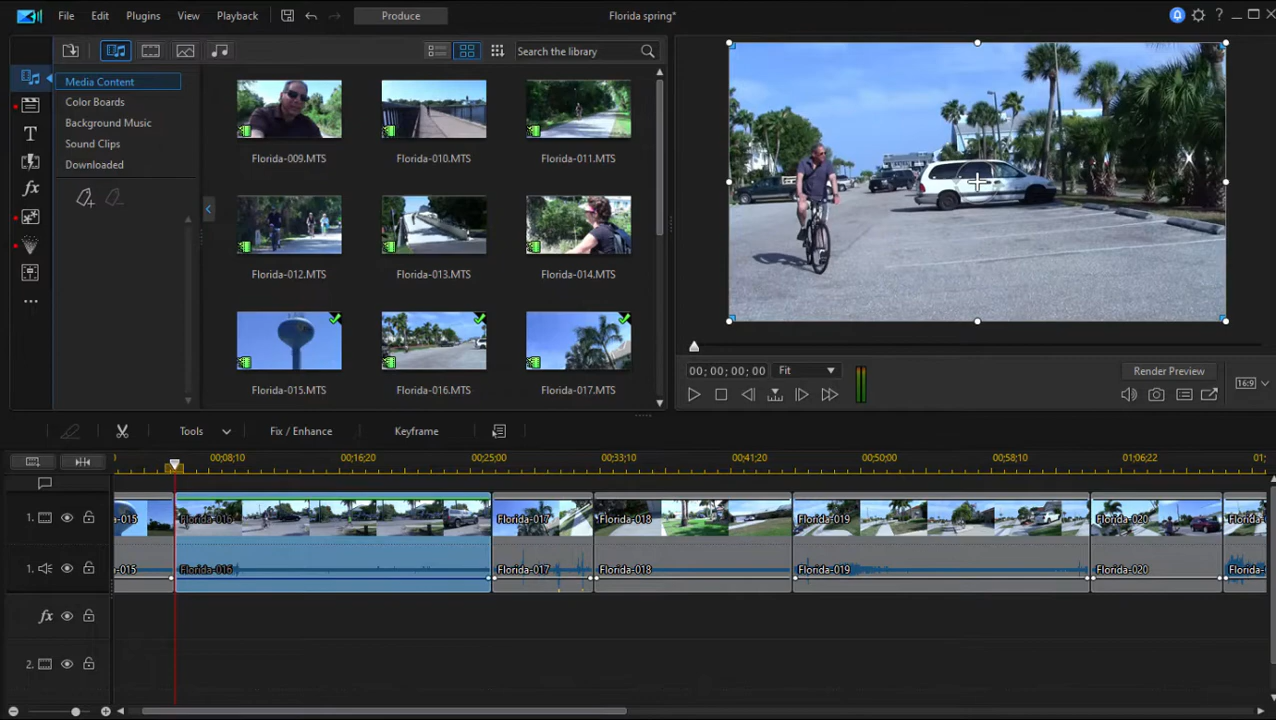 File Edit Plugins View Playback Produce Florida spring*
Search the library
Media Content
Color Boards
Background Music
Sound Clips
Downloaded
Florida-009.MTS Florida-010.MTS Florida-011.MTS
Florida-012.MTS Florida-013.MTS Florida-014.MTS
Florida-015.MTS Florida-016.MTS Florida-017.MTS
00; 00; 00; 00 Fit Render Preview
16:9
Tools Fix / Enhance Keyframe
00;08;10 00;16;20 00;25;00 00;33;10 00;41;20 00;50;00 00;58;10 01;06;22 01;
1. da-015 Florida-016 Florida-017 Florida-018 Florida-019 Florida-020 Florida-0
1. da-015 Florida-016 Florida-017 Florida-018 Florida-019 Florida-020 Florida-
fx
2.